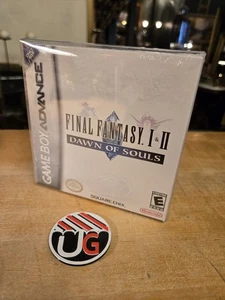 GAME BOY ADVANCE
FINAL FANTASY I·II
DAWN OF SOULS
SQUARE ENIX
E
UG